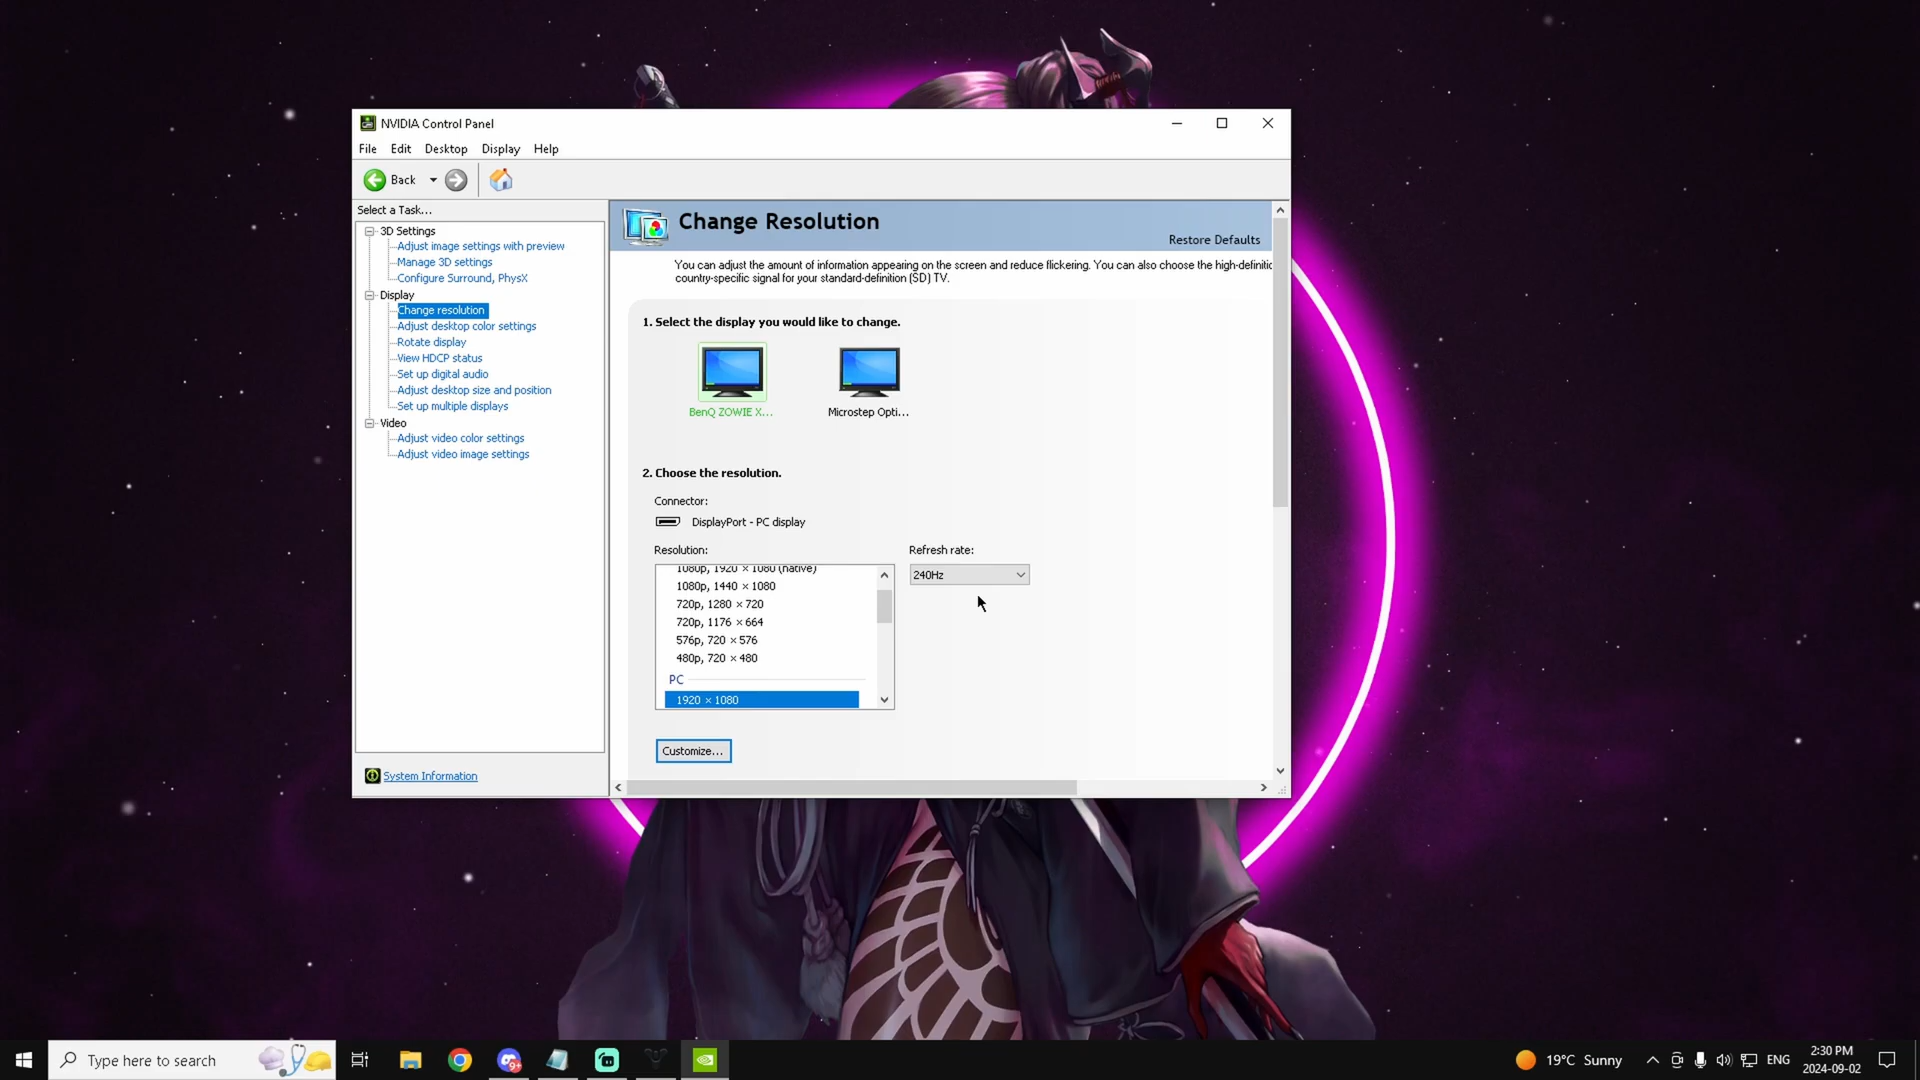 NVIDIA Control Panel
File Edit Desktop Display Help
Back
Select a Task...
3D Settings
Adjust image settings with preview
Manage 3D settings
Configure Surround, PhysX
Display
Change resolution
Adjust desktop color settings
Rotate display
View HDCP status
Set up digital audio
Adjust desktop size and position
Set up multiple displays
Video
Adjust video color settings
Adjust video image settings
System Information
Change Resolution
Restore Defaults
You can adjust the amount of information appearing on the screen and reduce flickering. You can also choose the high-definitic
country-specific signal for your standard-definition (SD) TV.
1. Select the display you would like to change.
BenQ ZOWIE X... Microstep Opti...
2. Choose the resolution.
Connector:
DisplayPort - PC display
Resolution: Refresh rate:
1080p, 1920 × 1080 (native)
240Hz
1080p, 1440 × 1080
720p, 1280 × 720
720p, 1176 × 664
576p, 720 × 576
480p, 720 × 480
PC
1920 × 1080
Customize...
Type here to search
9+
19°C Sunny
ENG
2:30 PM
2024-09-02